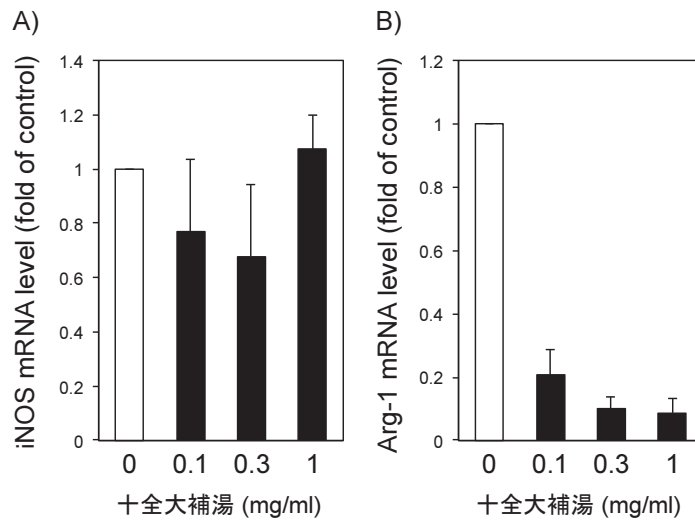 A)
iNOS mRNA level (fold of control)
1.4
1.2
1
0.8
0.6
0.4
0.2
0
0 0.1 0.3 1
十全大補湯 (mg/ml)
B)
Arg-1 mRNA level (fold of control)
1.2
1
0.8
0.6
0.4
0.2
0
0 0.1 0.3 1
十全大補湯 (mg/ml)